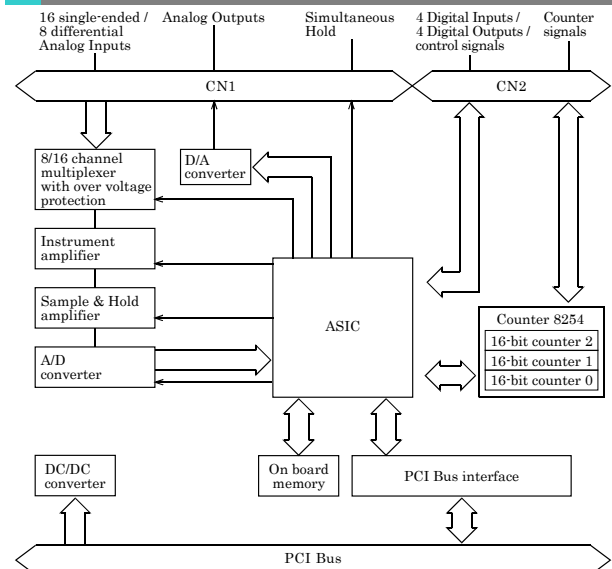 16 single-ended /
8 differential
Analog Inputs
Analog Outputs
Simultaneous
Hold
4 Digital Inputs /
4 Digital Outputs /
control signals
Counter
signals
CN1
CN2
8/16 channel
multiplexer
with over voltage
protection
D/A
converter
Instrument
amplifier
Sample & Hold
amplifier
A/D
converter
ASIC
Counter 8254
16-bit counter 2
16-bit counter 1
16-bit counter 0
DC/DC
converter
On board
memory
PCI Bus interface
PCI Bus